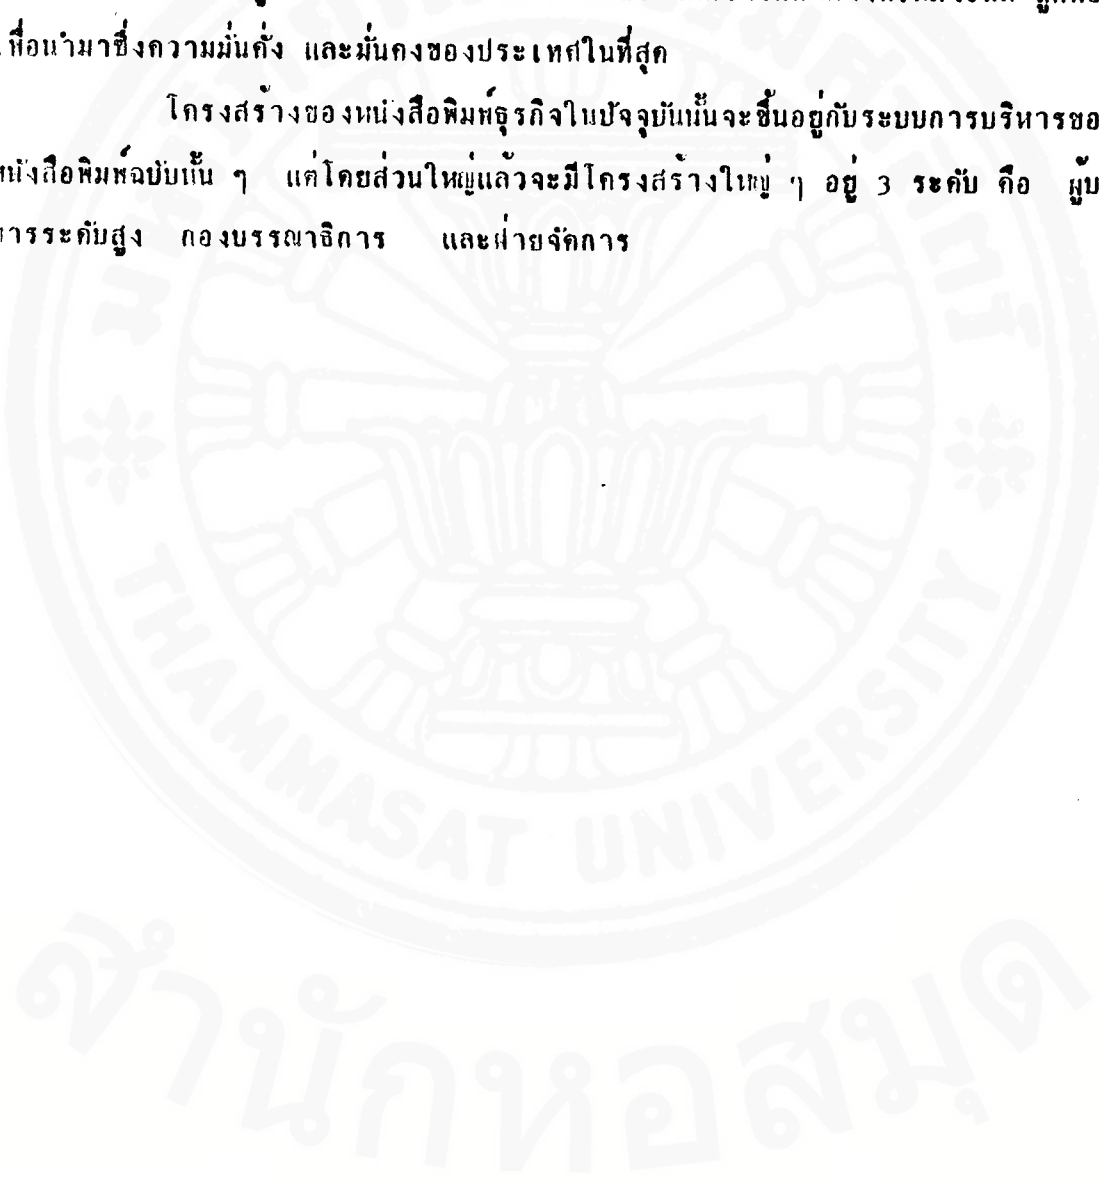 เพื่อนำมาซึ่งความมั่นคั่ง และมั่นคงของประเทศในที่สุด
โครงสร้างของหนังสือพิมพ์ธุรกิจในปัจจุบันนั้นจะขึ้นอยู่กับระบบการบริหารขอ
หนังสือพิมพ์ฉบับนั้น ๆ แต่โดยส่วนใหญ่แล้วจะมีโครงสร้างใหญ่ ๆ อยู่ 3 ระดับ คือ ผู้บ
หารระดับสูง กองบรรณาธิการ และฝ่ายจัดการ
THAMMASAT UNIVERSITY
สำนักหอสมุด